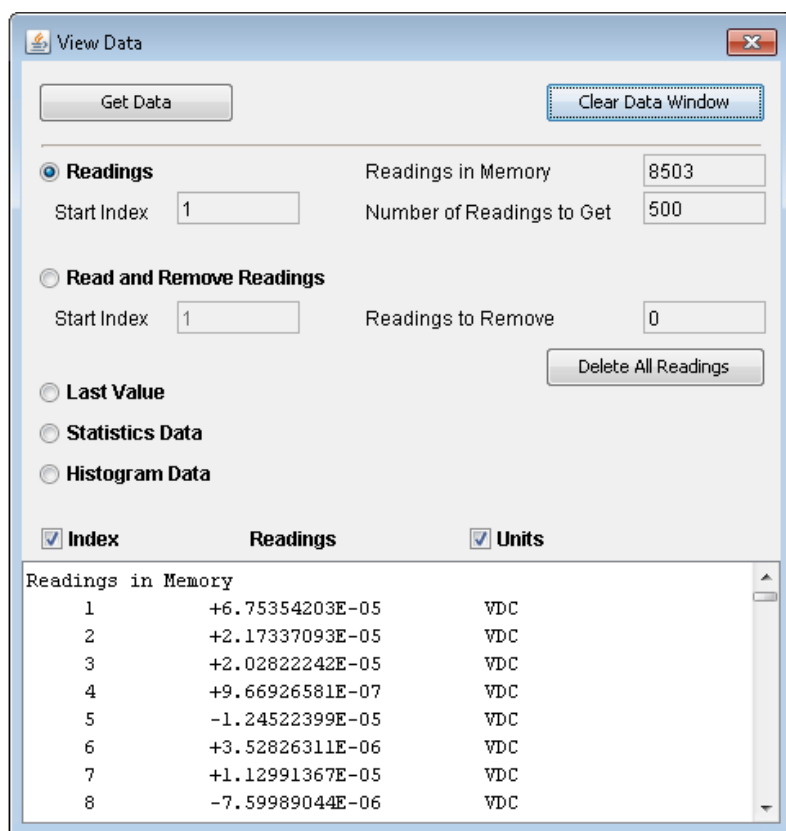 View Data
Get Data Clear Data Window
Readings Readings in Memory 8503
Start Index 1 Number of Readings to Get 500
Read and Remove Readings
Start Index 1 Readings to Remove 0
Delete All Readings
Last Value
Statistics Data
Histogram Data
Index Readings Units
Readings in Memory
1 +6.75354203E-05 VDC
2 +2.17337093E-05 VDC
3 +2.02822242E-05 VDC
4 +9.66926581E-07 VDC
5 -1.24522399E-05 VDC
6 +3.52826311E-06 VDC
7 +1.12991367E-05 VDC
8 -7.59989044E-06 VDC